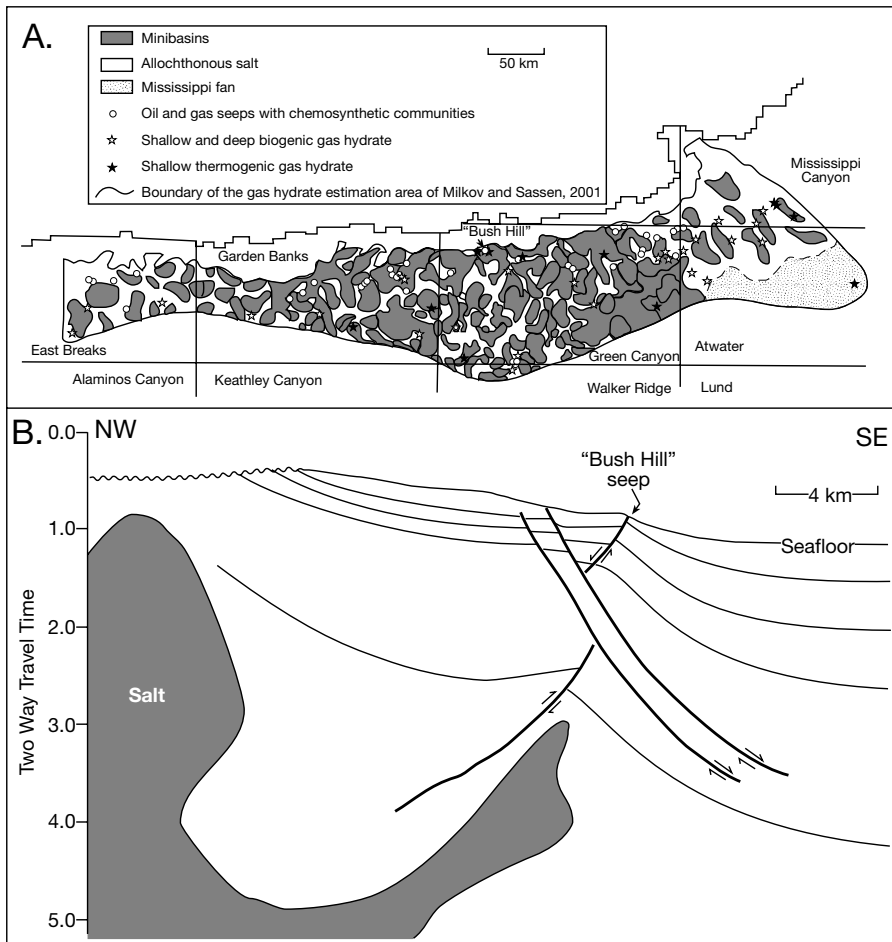 A.
Minibasins
Allochthonous salt
Mississippi fan
Oil and gas seeps with chemosynthetic communities
Shallow and deep biogenic gas hydrate
Shallow thermogenic gas hydrate
Boundary of the gas hydrate estimation area of Milkov and Sassen, 2001
50 km
Mississippi
Canyon
"Bush Hill"
Garden Banks
East Breaks
Green Canyon
Atwater
Alaminos Canyon
Keathley Canyon
Walker Ridge
Lund
B.
NW
SE
"Bush Hill"
seep
4 km
Seafloor
Salt
Two Way Travel Time
0.0
1.0
2.0
3.0
4.0
5.0